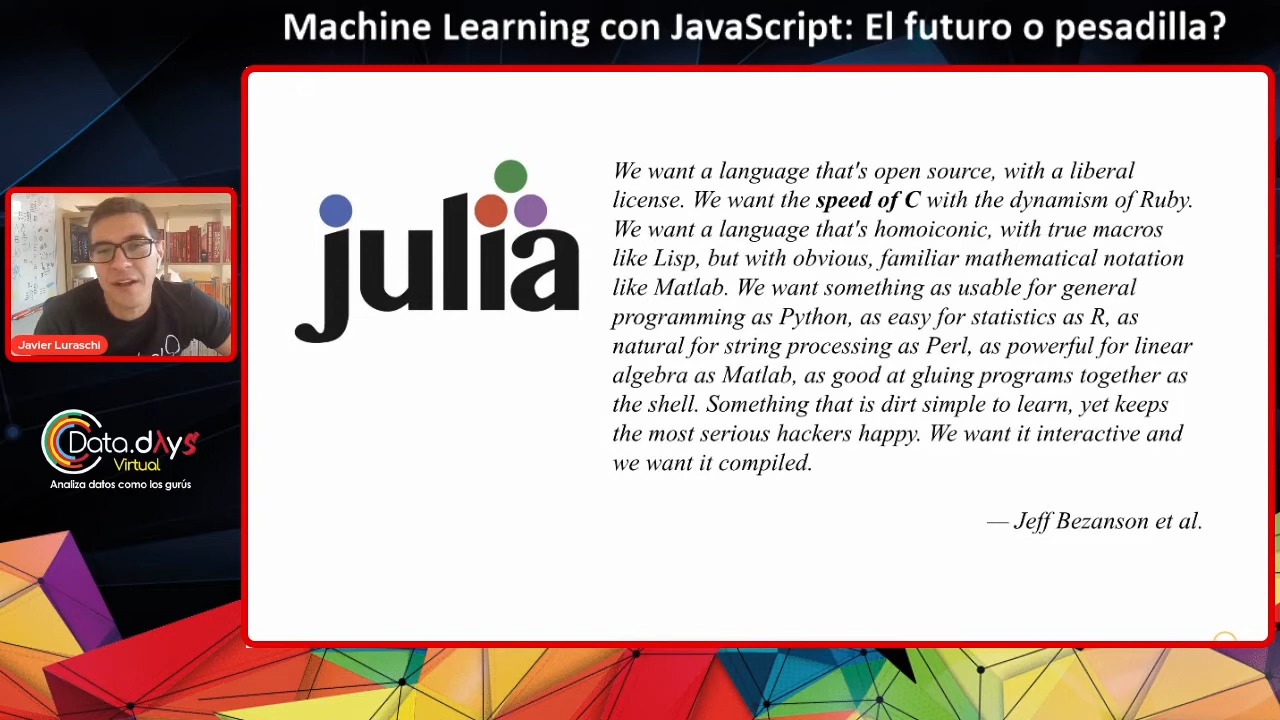 Machine Learning con JavaScript: El futuro o pesadilla?
julia
We want a language that's open source, with a liberal
license. We want the speed of C with the dynamism of Ruby.
We want a language that's homoiconic, with true macros
like Lisp, but with obvious, familiar mathematical notation
like Matlab. We want something as usable for general
programming as Python, as easy for statistics as R, as
natural for string processing as Perl, as powerful for linear
algebra as Matlab, as good at gluing programs together as
the shell. Something that is dirt simple to learn, yet keeps
the most serious hackers happy. We want it interactive and
we want it compiled.
— Jeff Bezanson et al.
Javier Luraschi
Data.dλys
Virtual
Analiza datos como los gurús